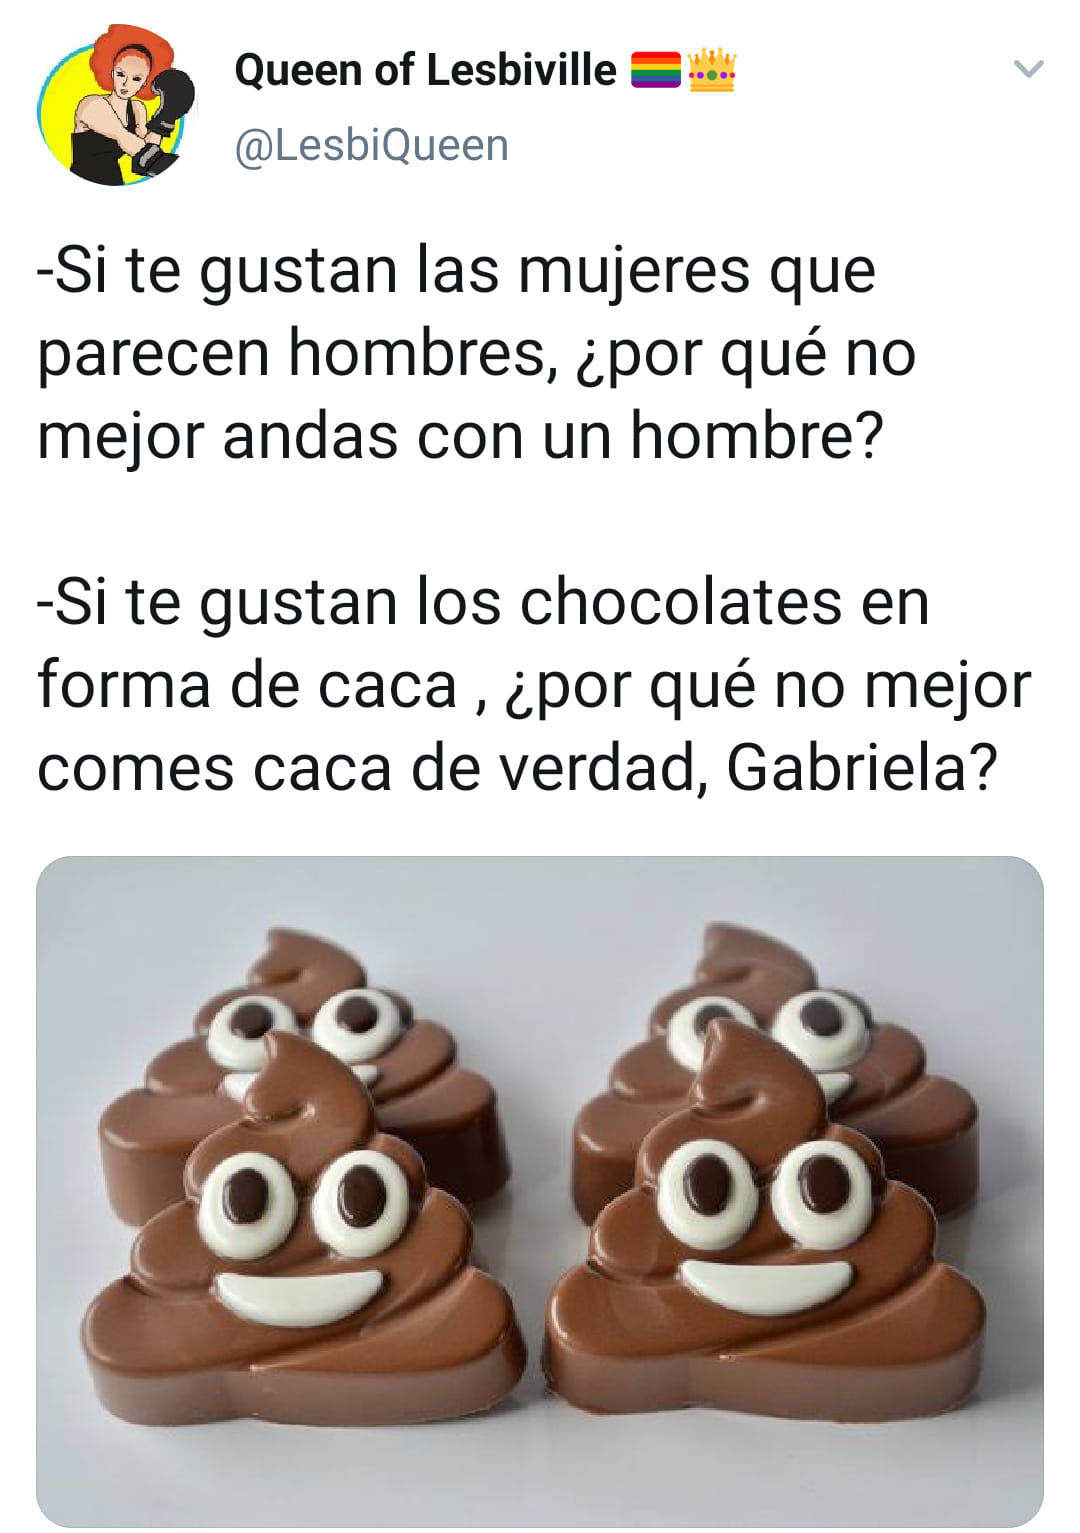 Queen of Lesbiville 🏳️‍🌈👑
@LesbiQueen
-Si te gustan las mujeres que
parecen hombres, ¿por qué no
mejor andas con un hombre?
-Si te gustan los chocolates en
forma de caca , ¿por qué no mejor
comes caca de verdad, Gabriela?